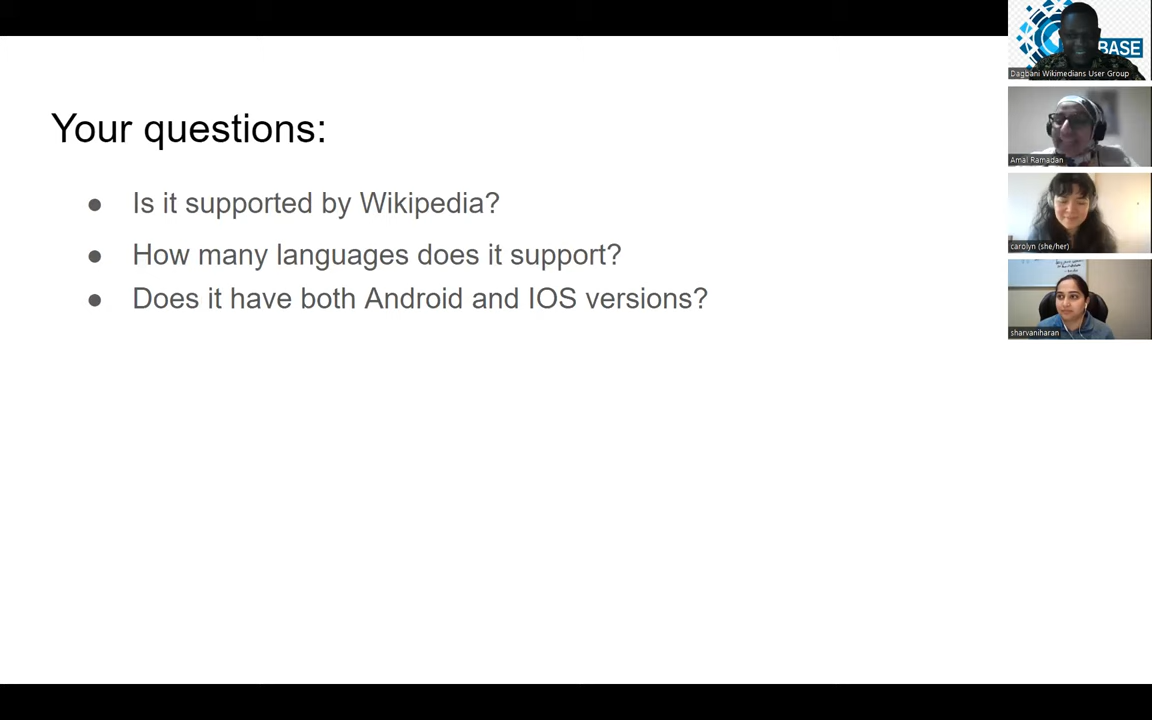 Your questions:
● Is it supported by Wikipedia?
● How many languages does it support?
● Does it have both Android and IOS versions?
BASE
Dagbani Wikimedians User Group
Amal Ramadan
carolyn (she/her)
sharvaniharan